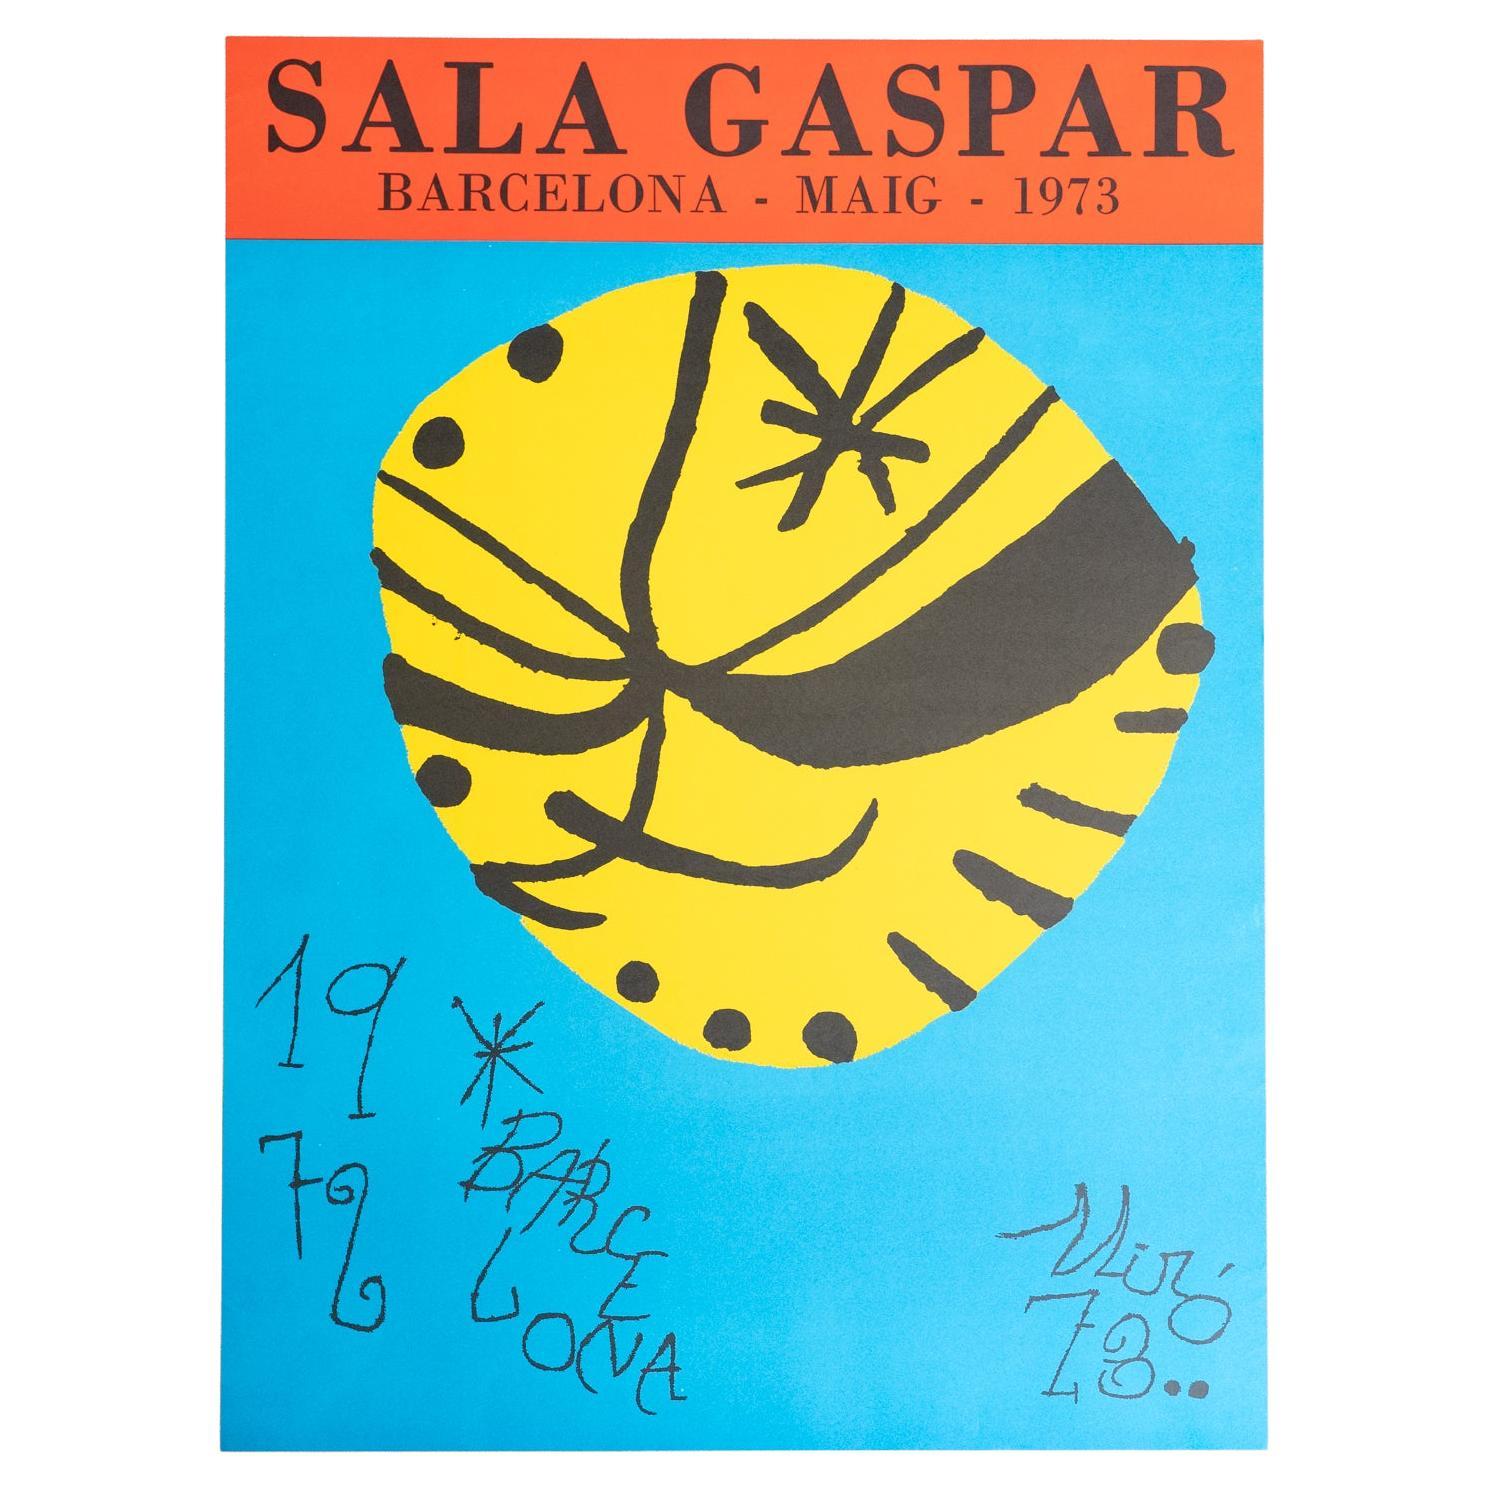 SALA GASPAR
BARCELONA - MAIG - 1973
19
72
BARCE
LONA
Miró
73..